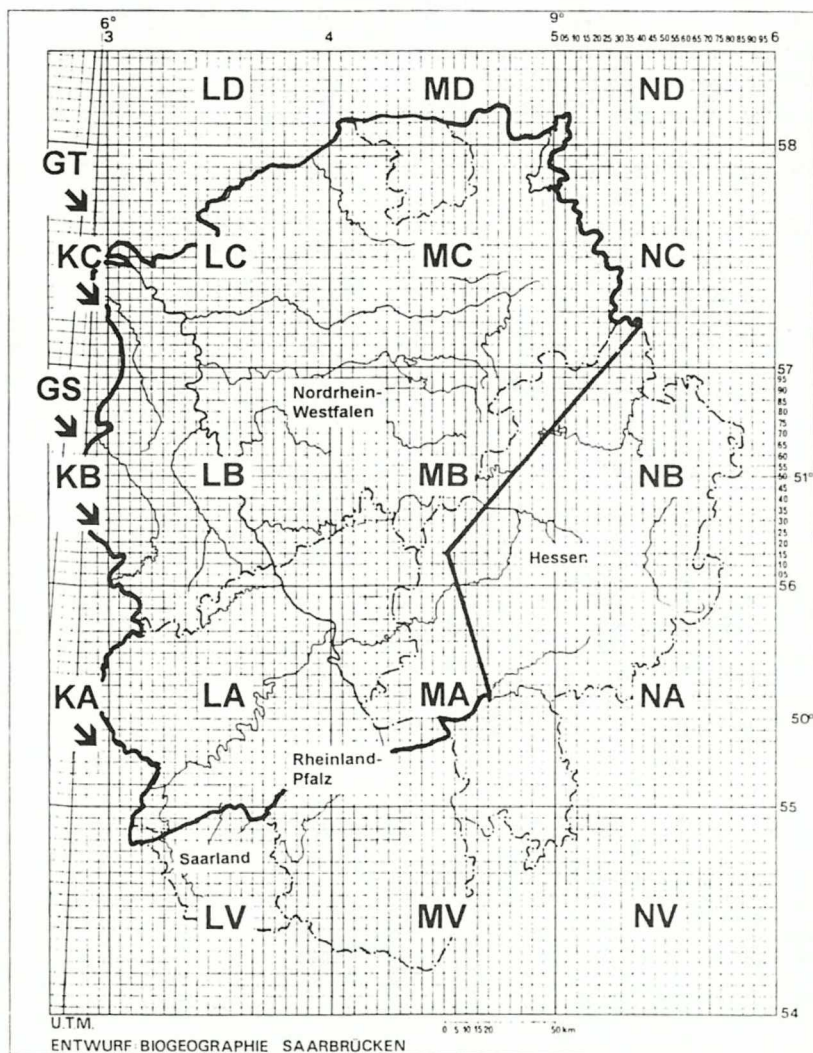 6° 9°
3 4 5 05 10 15 20 25 30 35 40 45 50 55 60 65 70 75 80 85 90 95 6
LD MD ND
58
GT
KC LC MC NC
57
95
90
85
80
75
70
65
60
55
50
45
40
35
30
25
20
15
10
05
GS
Nordrhein-
Westfalen
KB LB MB NB 51°
Hessen
56
KA LA MA NA
50°
Rheinland-
Pfalz
55
Saarland
LV MV NV
54
U.T.M. 0 5 10 15 20 50 km
ENTWURF: BIOGEOGRAPHIE SAARBRÜCKEN